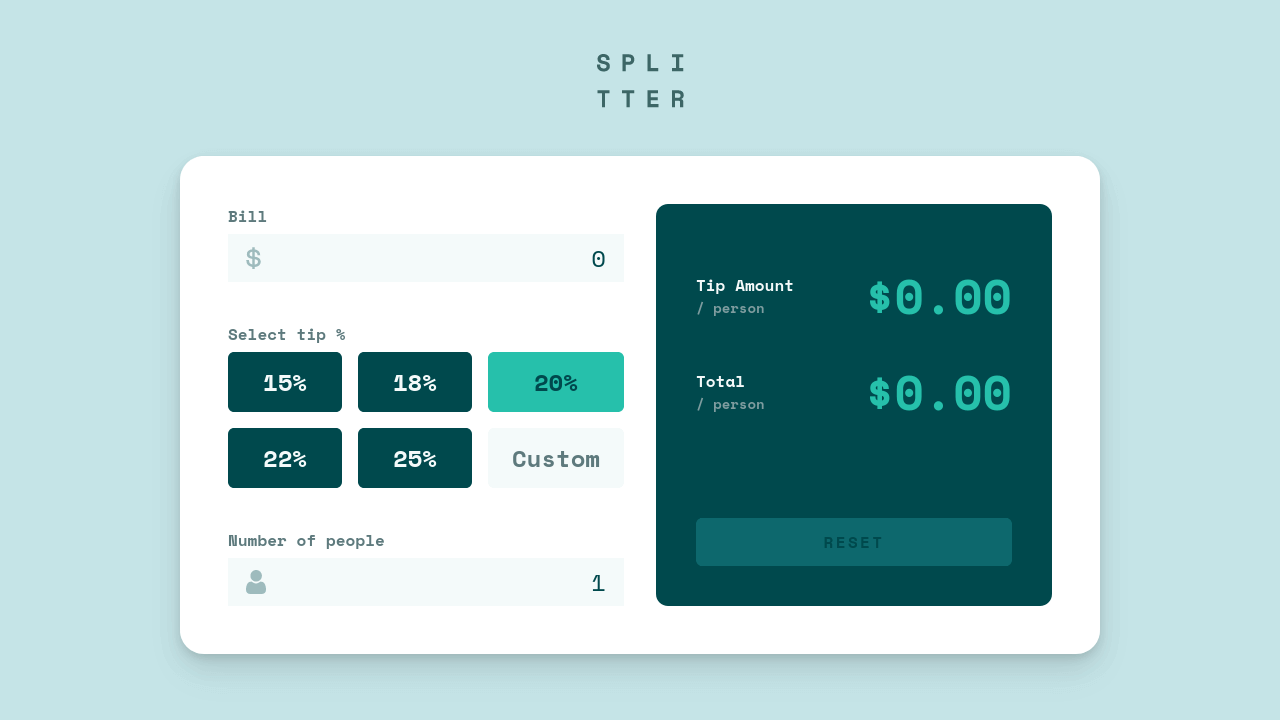 SPLI
TTER
Bill
$ 0
Select tip %
15% 18% 20%
22% 25% Custom
Number of people
1
Tip Amount
/ person
$0.00
Total
/ person
$0.00
RESET